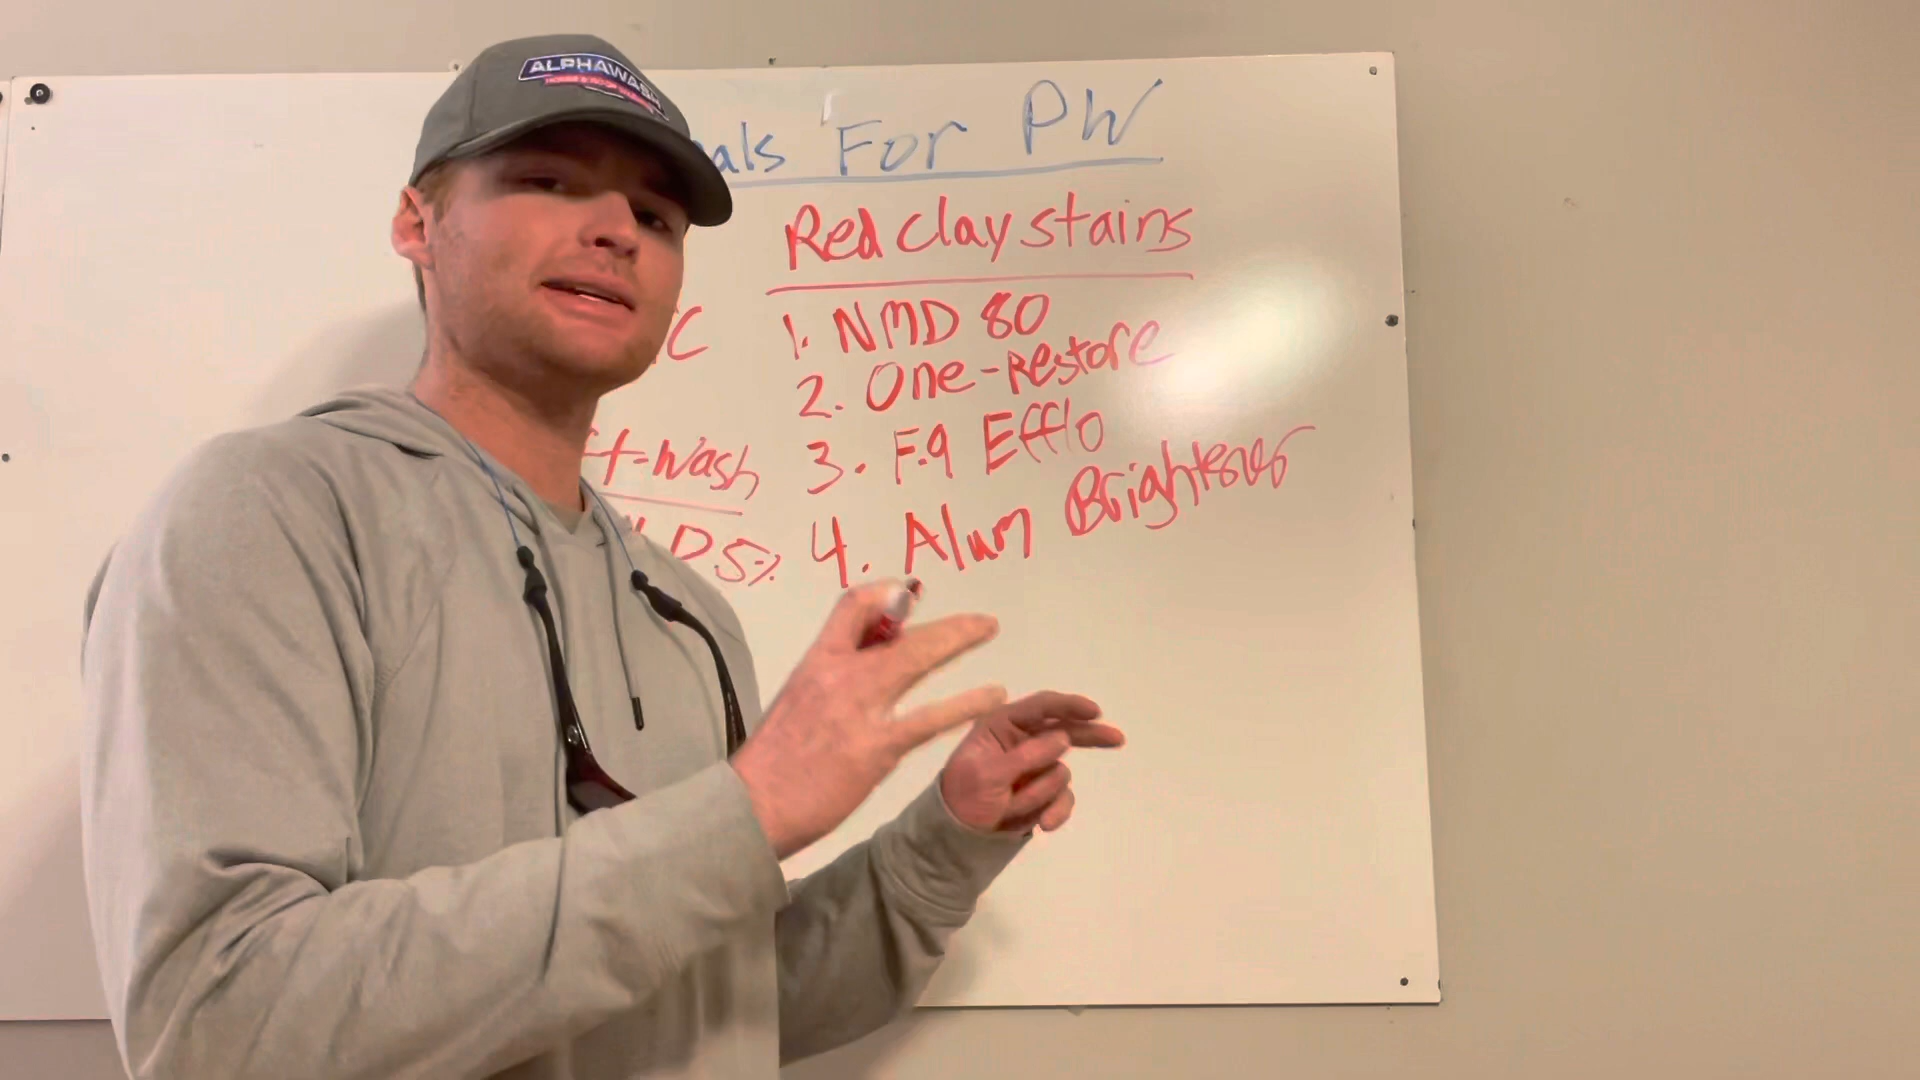 ALPHAWASH
als For PW
Red clay stains
C
1. NMD 80
2. One-Restore
ft-Wash
3. F.9 Efflo
DS%
4. Alum Brightener